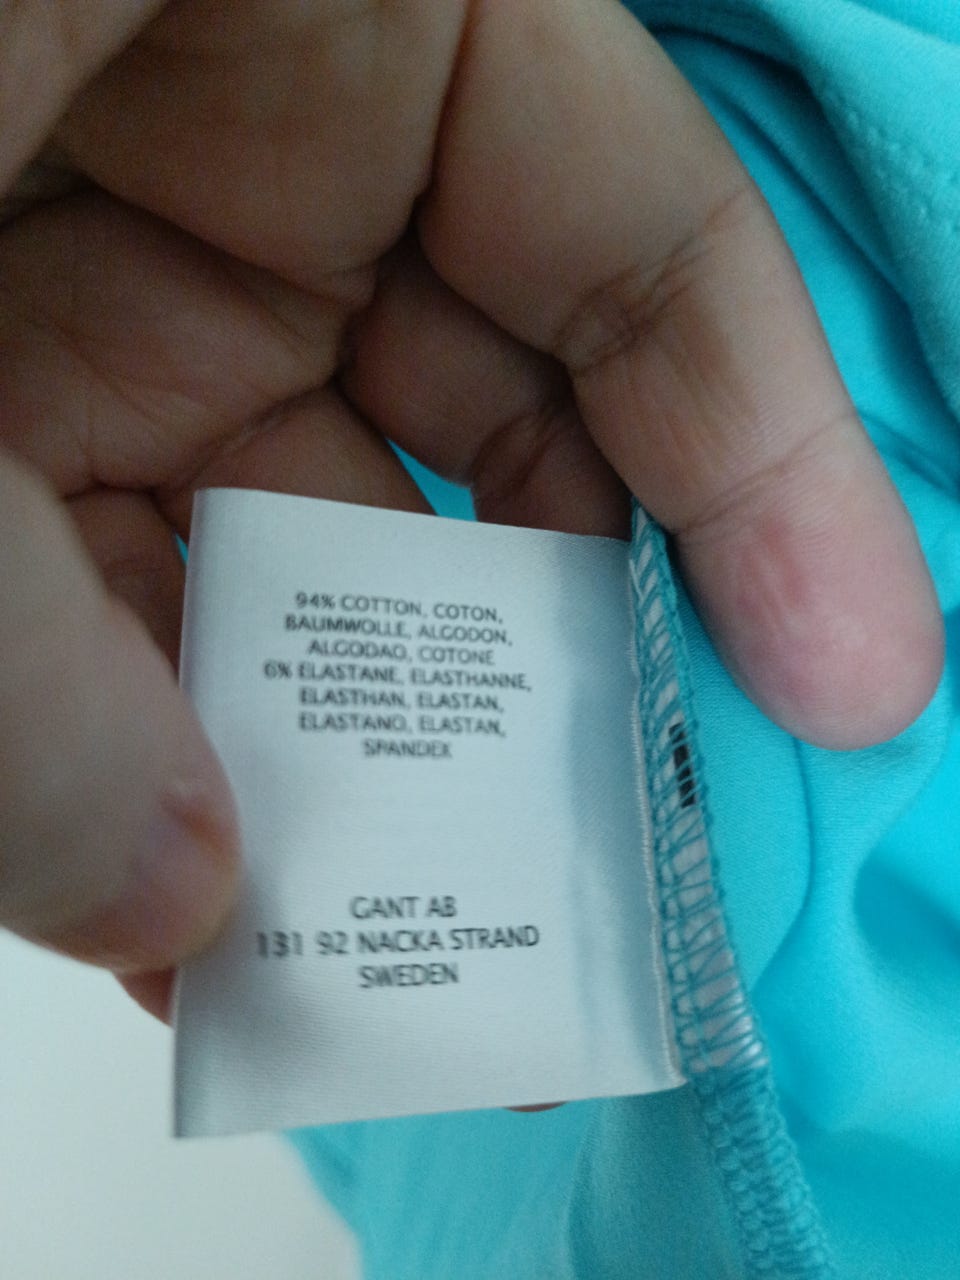 94% COTTON, COTON,
BAUMWOLLE, ALGODON,
ALGODAO, COTONE
6% ELASTANE, ELASTHANNE,
ELASTHAN, ELASTAN,
ELASTANO, ELASTAN,
SPANDEX
GANT AB
131 92 NACKA STRAND
SWEDEN